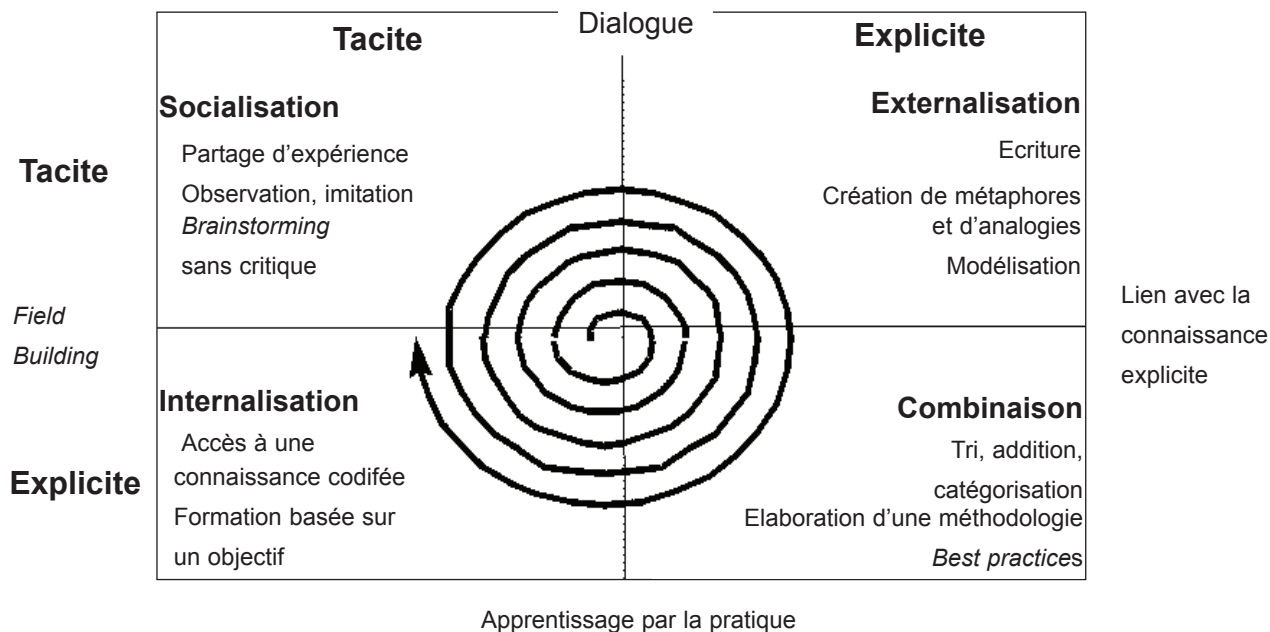 Dialogue
Tacite
Explicite
Socialisation
Partage d'expérience
Observation, imitation
Brainstorming
sans critique
Externalisation
Ecriture
Création de métaphores
et d'analogies
Modélisation
Tacite
Field
Building
Lien avec la
connaissance
explicite
Internalisation
Accès à une
connaissance codifée
Formation basée sur
un objectif
Combinaison
Tri, addition,
catégorisation
Elaboration d'une méthodologie
Best practices
Explicite
Apprentissage par la pratique